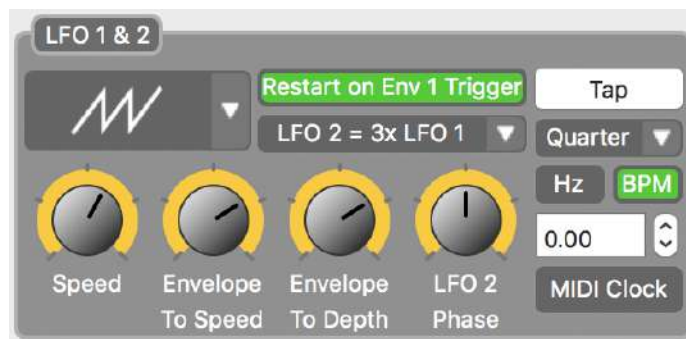 LFO 1 & 2
Restart on Env 1 Trigger
Tap
LFO 2 = 3x LFO 1
Quarter
Hz
BPM
0.00
MIDI Clock
Speed
Envelope
To Speed
Envelope
To Depth
LFO 2
Phase